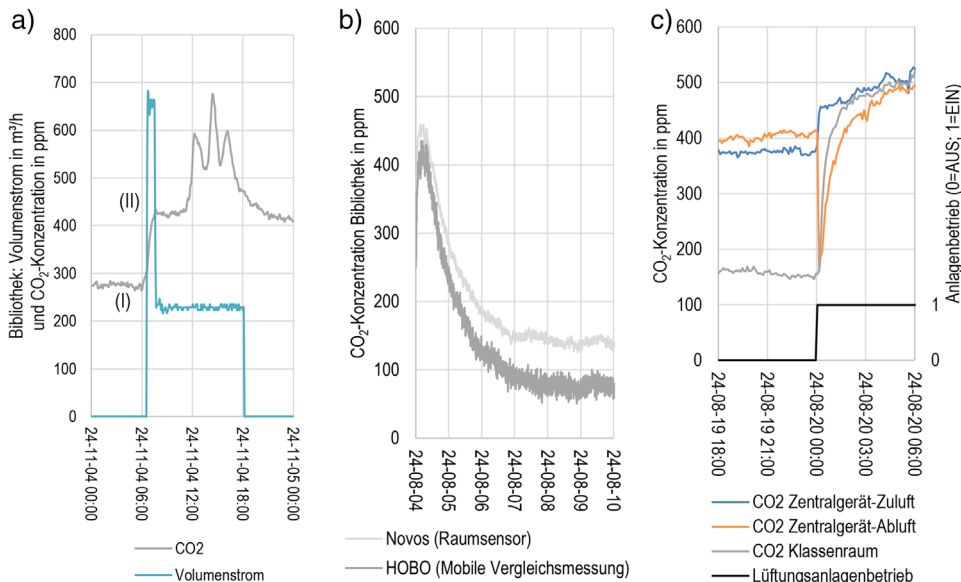 a)
Bibliothek: Volumenstrom in m³/h
und CO₂-Konzentration in ppm
800
700
600
500
400
300
200
100
0
(II)
(I)
24-11-04 00:00
24-11-04 06:00
24-11-04 12:00
24-11-04 18:00
24-11-05 00:00
CO2
Volumenstrom
b)
CO₂-Konzentration Bibliothek in ppm
600
500
400
300
200
100
0
24-08-04
24-08-05
24-08-06
24-08-07
24-08-08
24-08-09
24-08-10
Novos (Raumsensor)
HOBO (Mobile Vergleichsmessung)
c)
CO₂-Konzentration in ppm
600
500
400
300
200
100
0
Anlagenbetrieb (0=AUS; 1=EIN)
1
0
24-08-19 18:00
24-08-19 21:00
24-08-20 00:00
24-08-20 03:00
24-08-20 06:00
CO2 Zentralgerät-Zuluft
CO2 Zentralgerät-Abluft
CO2 Klassenraum
Lüftungsanlagenbetrieb